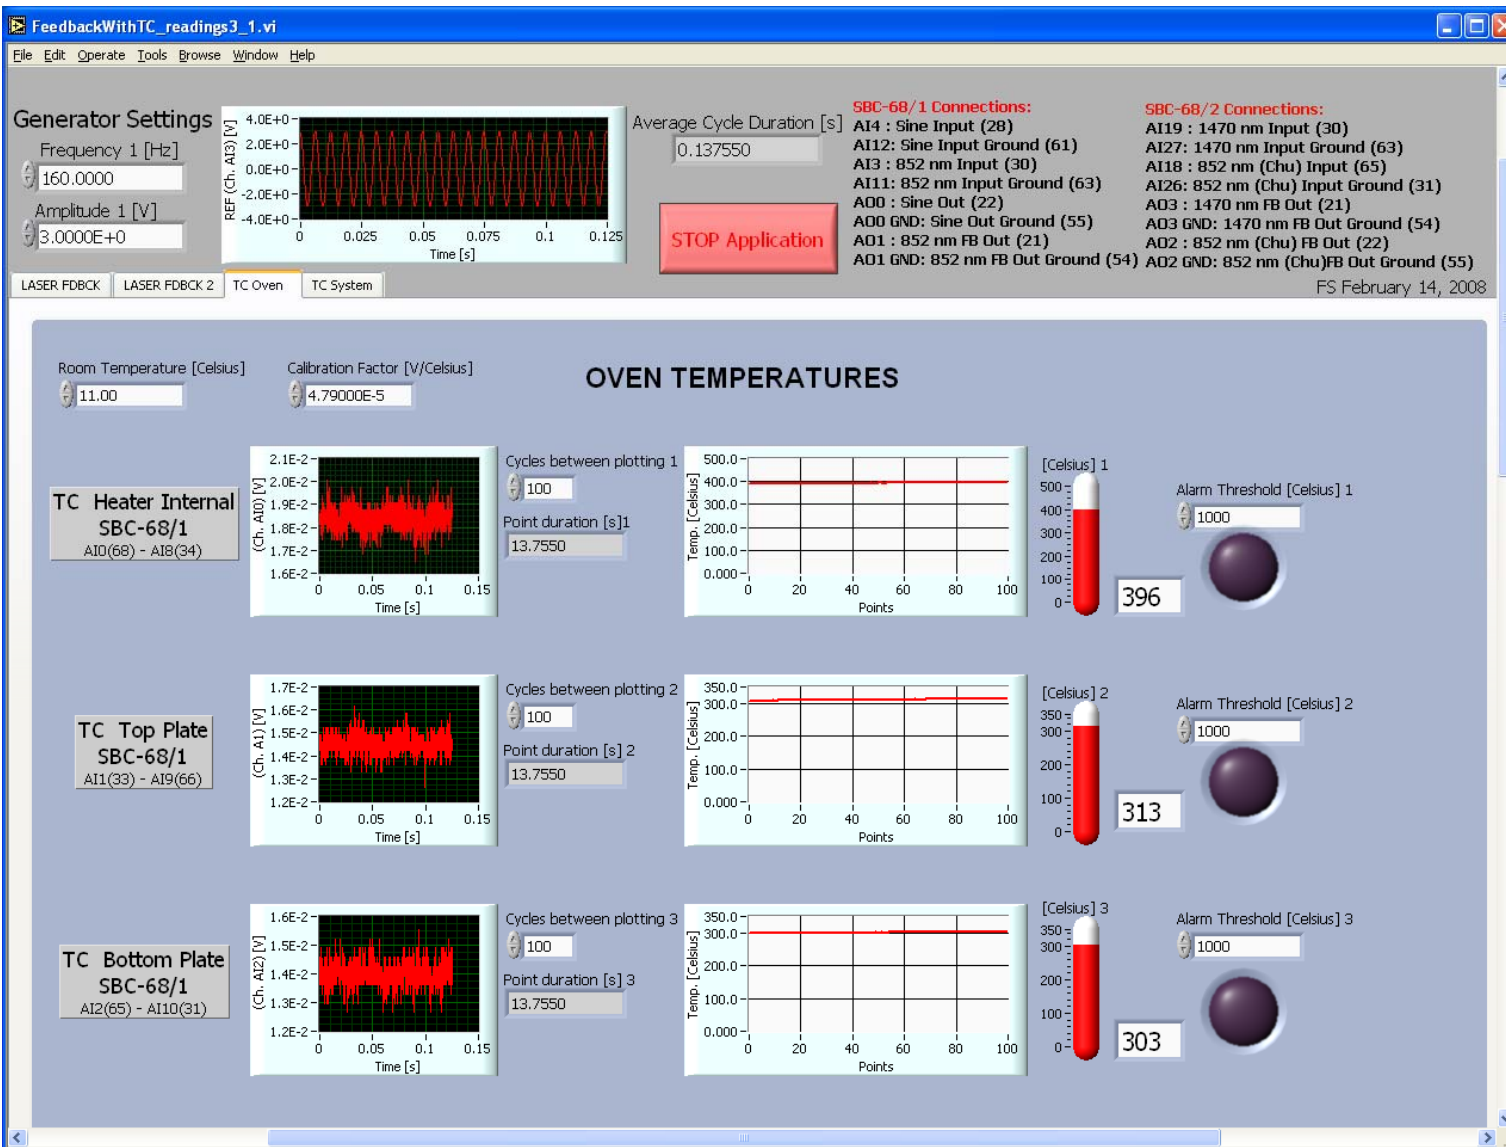 FeedbackWithTC_readings3_1.vi
File Edit Operate Tools Browse Window Help
Generator Settings
Frequency 1 [Hz]
160.0000
Amplitude 1 [V]
3.0000E+0
REF (Ch. AI3) [V]
4.0E+0
2.0E+0
0.0E+0
-2.0E+0
-4.0E+0
0 0.025 0.05 0.075 0.1 0.125
Time [s]
Average Cycle Duration [s]
0.137550
STOP Application
SBC-68/1 Connections:
AI4 : Sine Input (28)
AI12: Sine Input Ground (61)
AI3 : 852 nm Input (30)
AI11: 852 nm Input Ground (63)
AO0 : Sine Out (22)
AO0 GND: Sine Out Ground (55)
AO1 : 852 nm FB Out (21)
AO1 GND: 852 nm FB Out Ground (54)
SBC-68/2 Connections:
AI19 : 1470 nm Input (30)
AI27: 1470 nm Input Ground (63)
AI18 : 852 nm (Chu) Input (65)
AI26: 852 nm (Chu) Input Ground (31)
AO3 : 1470 nm FB Out (21)
AO3 GND: 1470 nm FB Out Ground (54)
AO2 : 852 nm (Chu) FB Out (22)
AO2 GND: 852 nm (Chu)FB Out Ground (55)
FS February 14, 2008
LASER FDBCK LASER FDBCK 2 TC Oven TC System
Room Temperature [Celsius]
11.00
Calibration Factor [V/Celsius]
4.79000E-5
OVEN TEMPERATURES
TC Heater Internal
SBC-68/1
AI0(68) - AI8(34)
(Ch. AI0) [V]
2.1E-2
2.0E-2
1.9E-2
1.8E-2
1.7E-2
1.6E-2
0 0.05 0.1 0.15
Time [s]
Cycles between plotting 1
100
Point duration [s]1
13.7550
Temp. [Celsius]
500.0
400.0
300.0
200.0
100.0
0.000
0 20 40 60 80 100
Points
[Celsius] 1
500
400
300
200
100
0
396
Alarm Threshold [Celsius] 1
1000
TC Top Plate
SBC-68/1
AI1(33) - AI9(66)
(Ch. A1) [V]
1.7E-2
1.6E-2
1.5E-2
1.4E-2
1.3E-2
1.2E-2
0 0.05 0.1 0.15
Time [s]
Cycles between plotting 2
100
Point duration [s] 2
13.7550
Temp. [Celsius]
350.0
300.0
200.0
100.0
0.000
0 20 40 60 80 100
Points
[Celsius] 2
350
300
200
100
0
313
Alarm Threshold [Celsius] 2
1000
TC Bottom Plate
SBC-68/1
AI2(65) - AI10(31)
(Ch. AI2) [V]
1.6E-2
1.5E-2
1.4E-2
1.3E-2
1.2E-2
0 0.05 0.1 0.15
Time [s]
Cycles between plotting 3
100
Point duration [s] 3
13.7550
Temp. [Celsius]
350.0
300.0
200.0
100.0
0.000
0 20 40 60 80 100
Points
[Celsius] 3
350
300
200
100
0
303
Alarm Threshold [Celsius] 3
1000